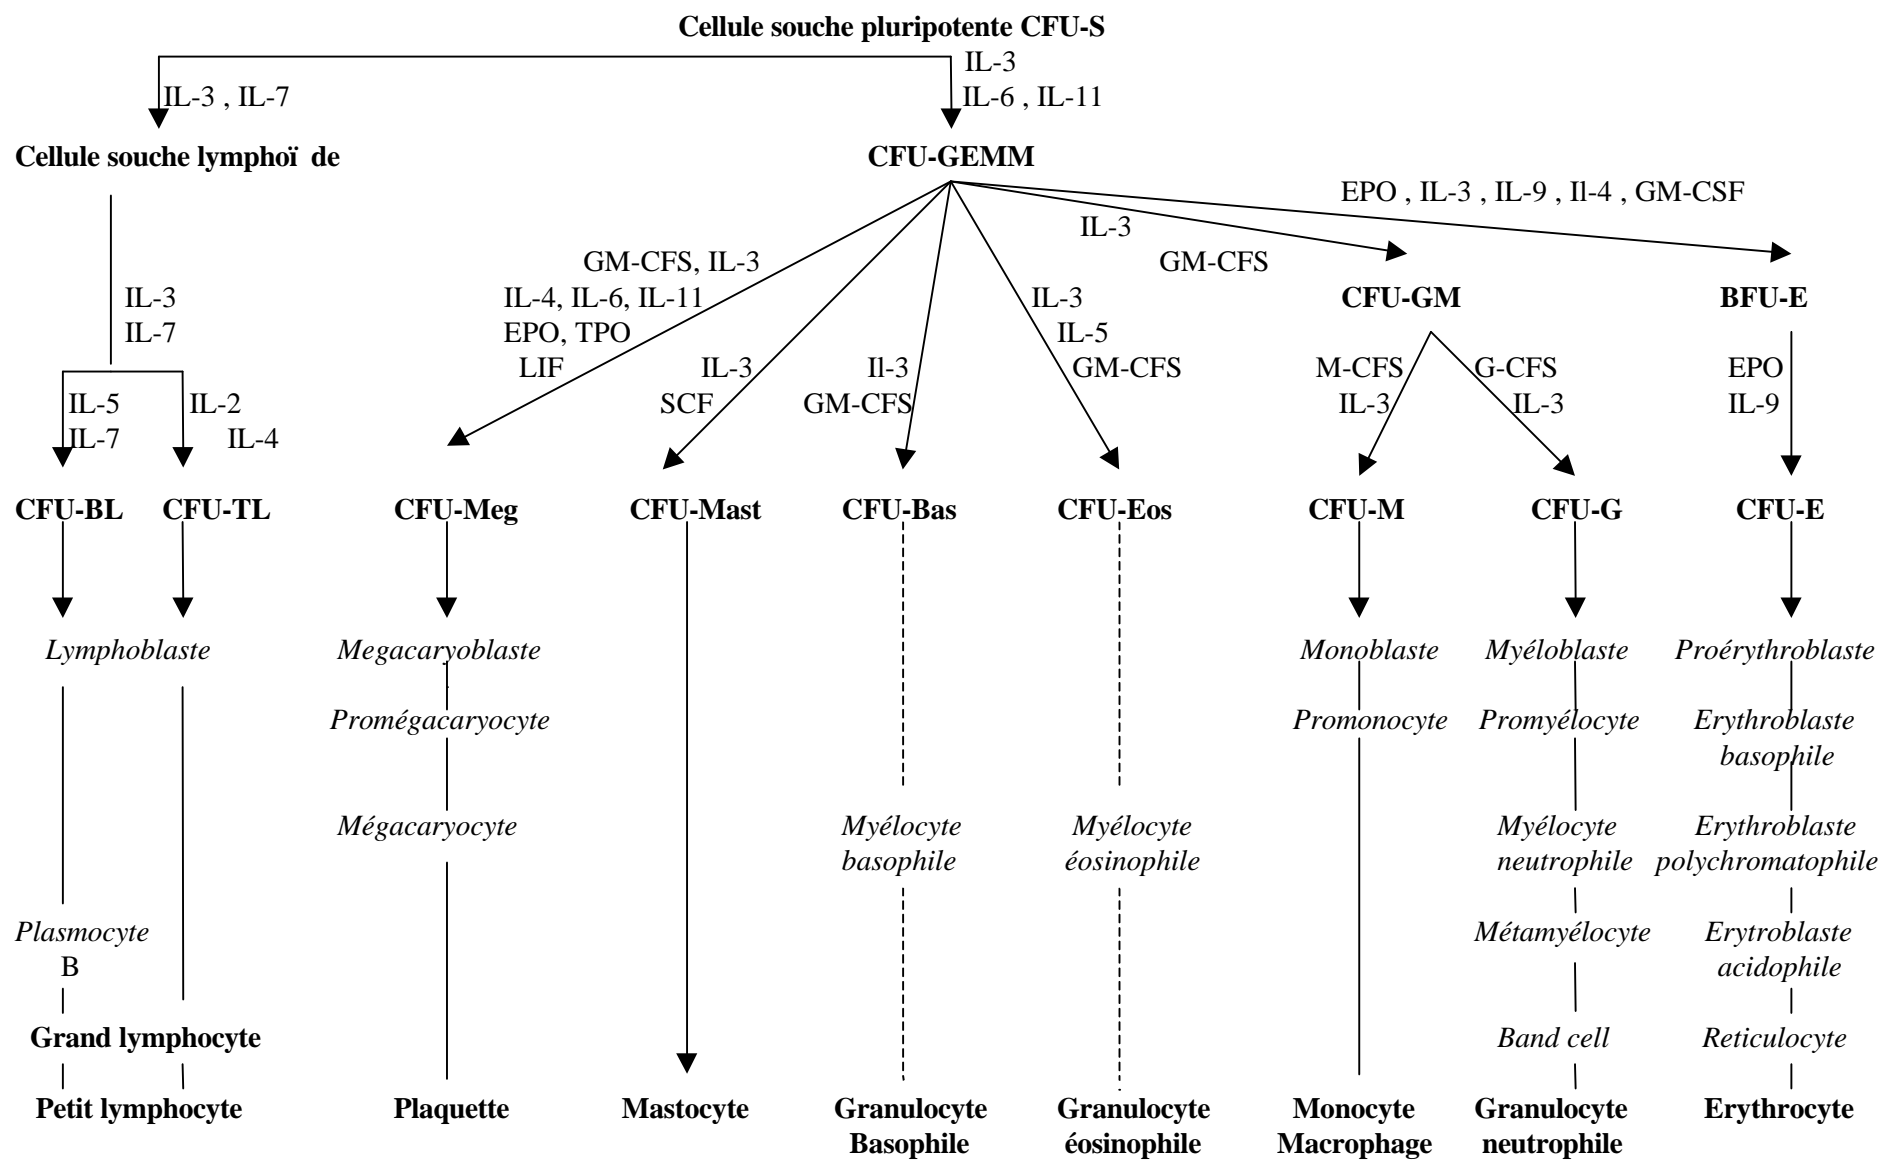 Cellule souche pluripotente CFU-S
IL-3
IL-3 , IL-7
IL-6 , IL-11
Cellule souche lymphoï de
CFU-GEMM
EPO , IL-3 , IL-9 , Il-4 , GM-CSF
IL-3
GM-CFS
GM-CFS, IL-3
IL-4, IL-6, IL-11
EPO, TPO
LIF
IL-3
SCF
Il-3
GM-CFS
IL-3
IL-5
GM-CFS
IL-3
IL-7
CFU-GM
BFU-E
IL-5
IL-7
IL-2
IL-4
M-CFS
IL-3
G-CFS
IL-3
EPO
IL-9
CFU-BL
CFU-TL
CFU-Meg
CFU-Mast
CFU-Bas
CFU-Eos
CFU-M
CFU-G
CFU-E
Lymphoblaste
Megacaryoblaste
Monoblaste
Myéloblaste
Proérythroblaste
Promégacaryocyte
Promonocyte
Promyélocyte
Erythroblaste
basophile
Mégacaryocyte
Myélocyte
basophile
Myélocyte
éosinophile
Myélocyte
neutrophile
Erythroblaste
polychromatophile
Plasmocyte
B
Métamyélocyte
Erytroblaste
acidophile
Grand lymphocyte
Band cell
Reticulocyte
Petit lymphocyte
Plaquette
Mastocyte
Granulocyte
Basophile
Granulocyte
éosinophile
Monocyte
Macrophage
Granulocyte
neutrophile
Erythrocyte